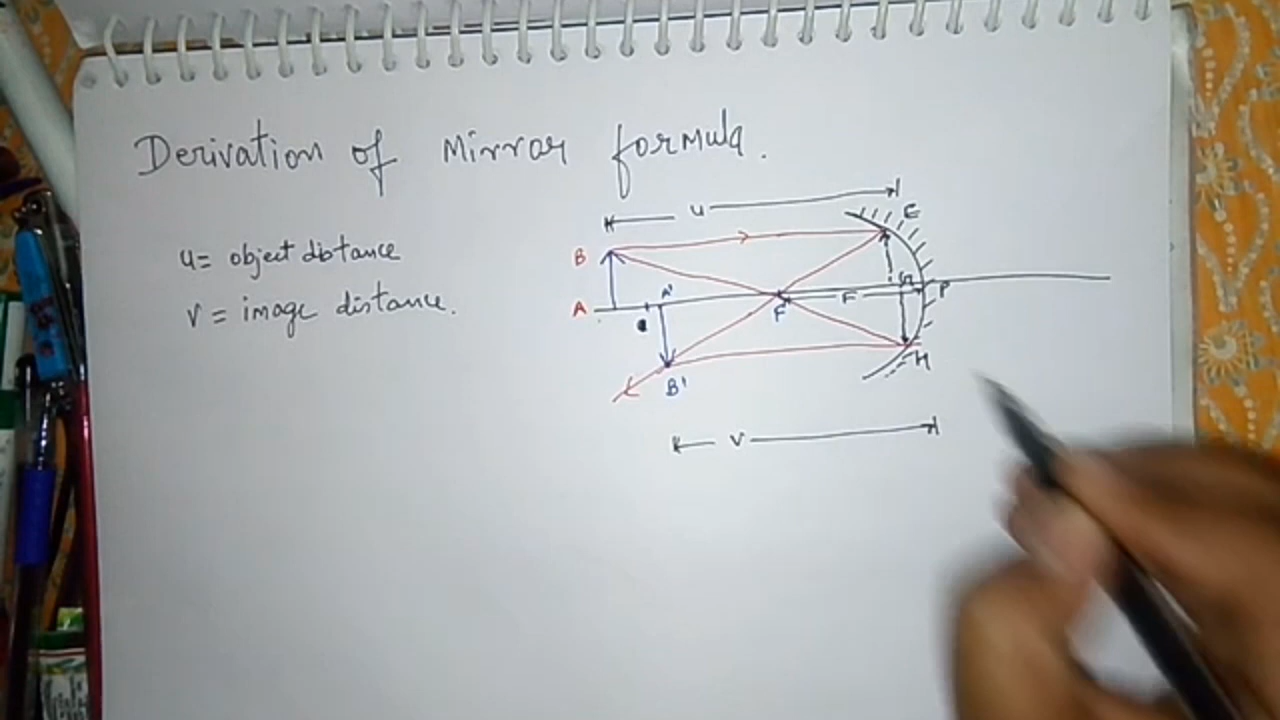 Derivation of Mirror formula.
u
E
B
u = object distance
A'
G
F
P
A
v = image distance.
F
H
B'
v